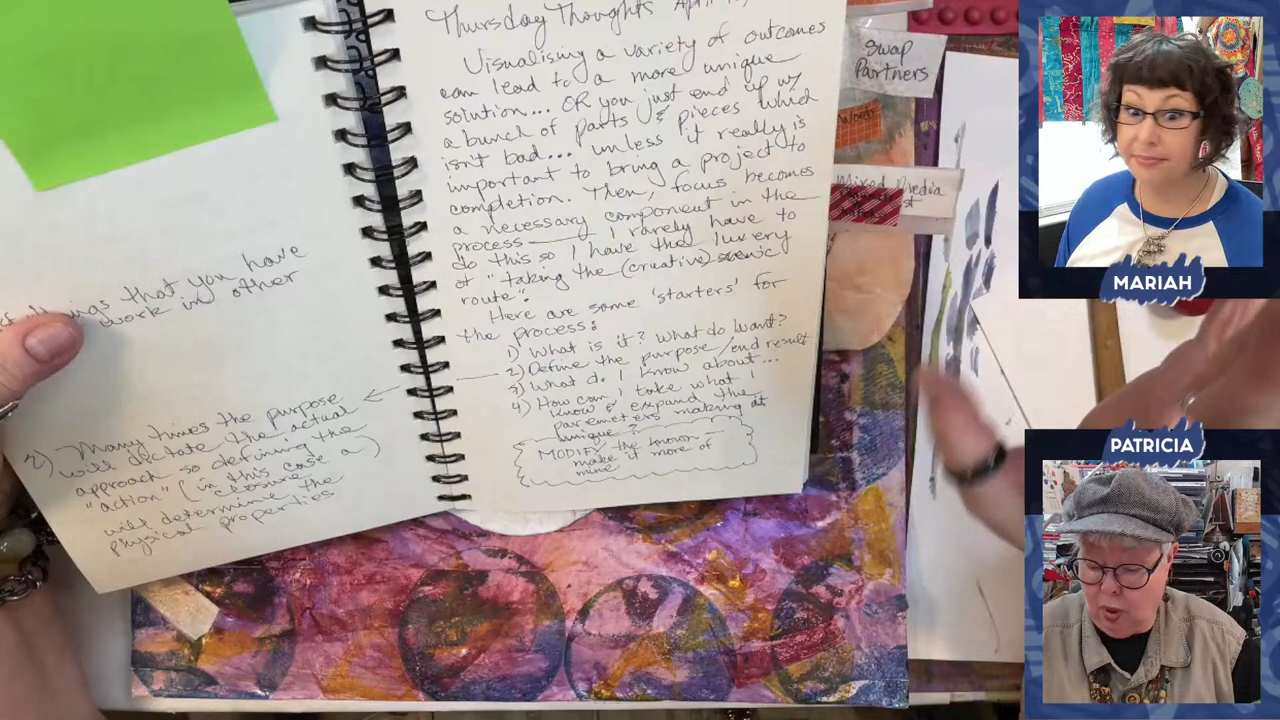 Thursday Thoughts April
Visualising a variety of outcomes
can lead to a more unique
solution... OR you just end up w/
a bunch of parts & pieces which
isn't bad... unless it really is
important to bring a project to
completion. Then, focus becomes
a necessary component in the
process — I rarely have to
do this so I have the luxery
of "taking the (creative) scenic
route".
Here are some 'starters' for
the process:
1) What is it? What do I want?
2) Define the purpose/end result
3) What do I know about...
4) How can I take what I
know & expand the
parameters making it
unique?
MODIFY the known—
make it more of
mine
things that you have
work in other
2) Many times the purpose
will dictate the actual
approach so defining the
"action" (in this case a
closure)
will determine the
physical properties
Swap
Partners
Words
Mixed Media
MARIAH
PATRICIA